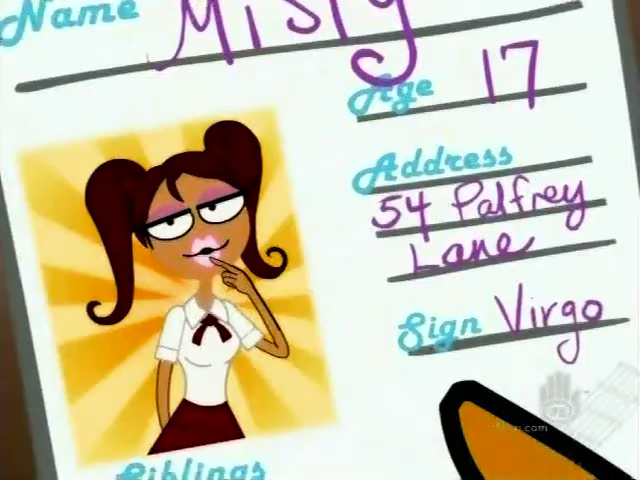 Name Misty
Age 17
Address
54 Palfrey
Lane
Sign Virgo
Siblings